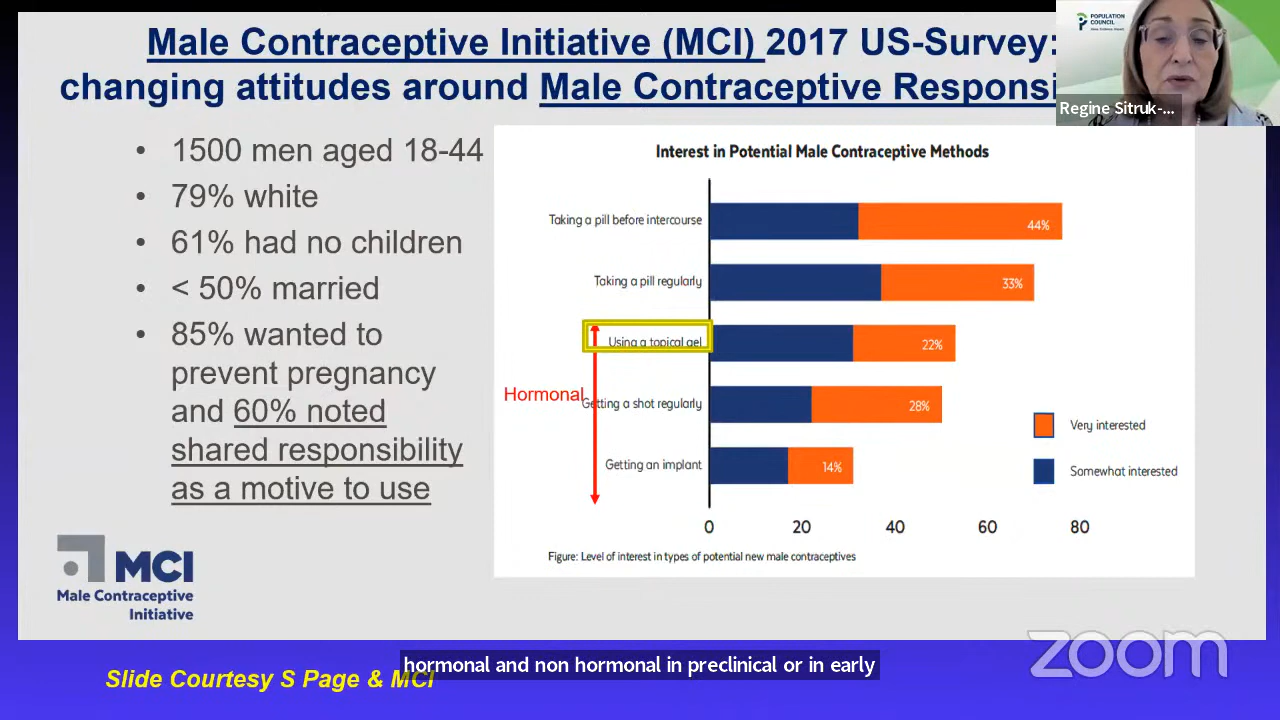 Male Contraceptive Initiative (MCI) 2017 US-Survey:
changing attitudes around Male Contraceptive
• 1500 men aged 18-44
• 79% white
• 61% had no children
• < 50% married
• 85% wanted to
prevent pregnancy
and 60% noted
shared responsibility
as a motive to use
MCI
Male Contraceptive
Initiative
Interest in Potential Male Contraceptive Methods
Taking a pill before intercourse
44%
Taking a pill regularly
33%
Using a topical gel
22%
Hormonal
Getting a shot regularly
28%
Getting an implant
14%
Very interested
Somewhat interested
0 20 40 60 80
Figure: Level of interest in types of potential new male contraceptives
POPULATION
COUNCIL
Regine Sitruk-...
Slide Courtesy S Page & MCI
hormonal and non hormonal in preclinical or in early
zoom